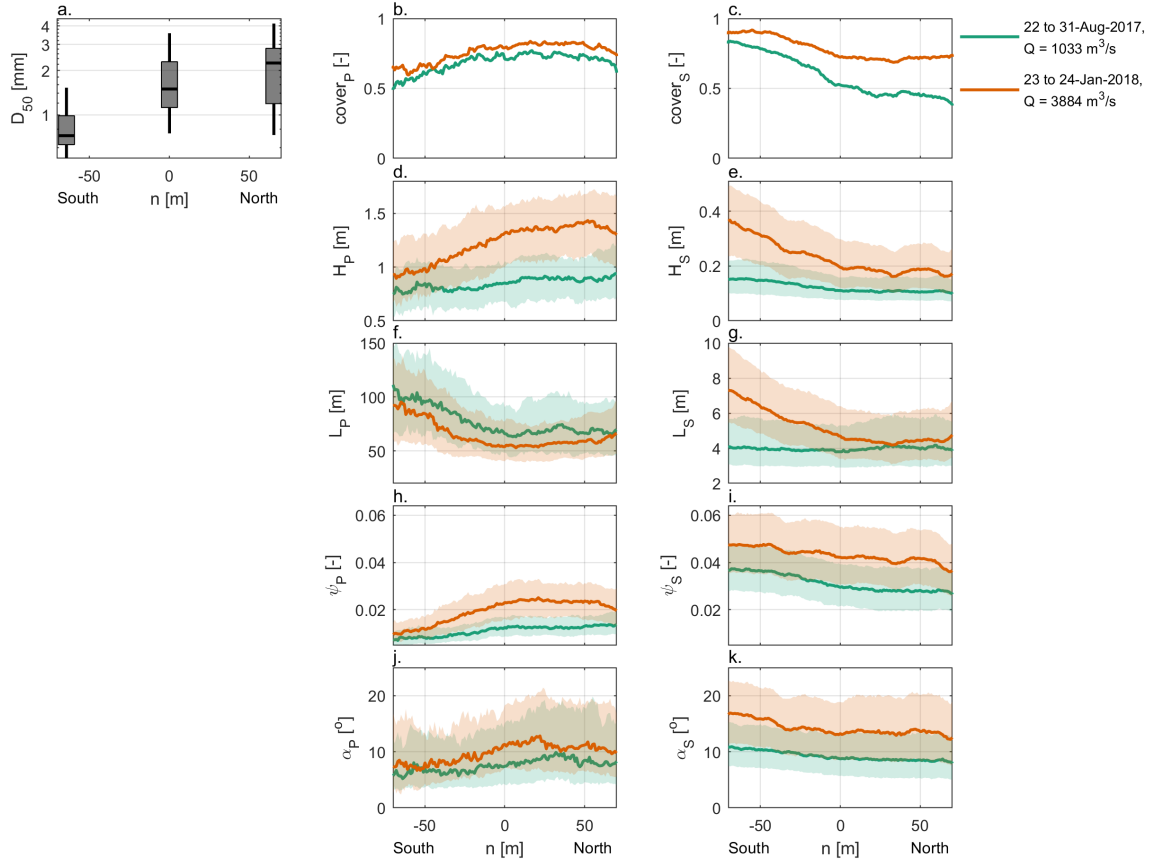 a.
4
3
2
1
D50 [mm]
-50 0 50
South n [m] North
b.
1
0.5
0
coverP [-]
c.
1
0.5
0
coverS [-]
22 to 31-Aug-2017,
Q = 1033 m³/s
23 to 24-Jan-2018,
Q = 3884 m³/s
d.
1.5
1
0.5
HP [m]
e.
0.4
0.2
0
HS [m]
f.
150
100
50
LP [m]
g.
10
8
6
4
2
LS [m]
h.
0.06
0.04
0.02
ψP [-]
i.
0.06
0.04
0.02
ψS [-]
j.
20
10
0
αP [o]
-50 0 50
South n [m] North
k.
20
10
0
αS [o]
-50 0 50
South n [m] North